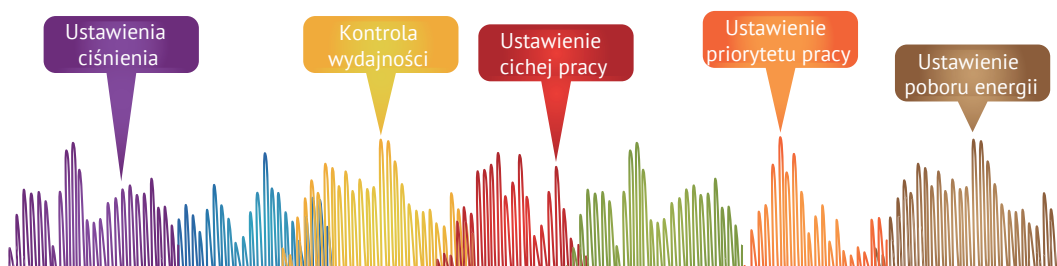 Ustawienia
ciśnienia
Kontrola
wydajności
Ustawienie
cichej pracy
Ustawienie
priorytetu pracy
Ustawienie
poboru energii